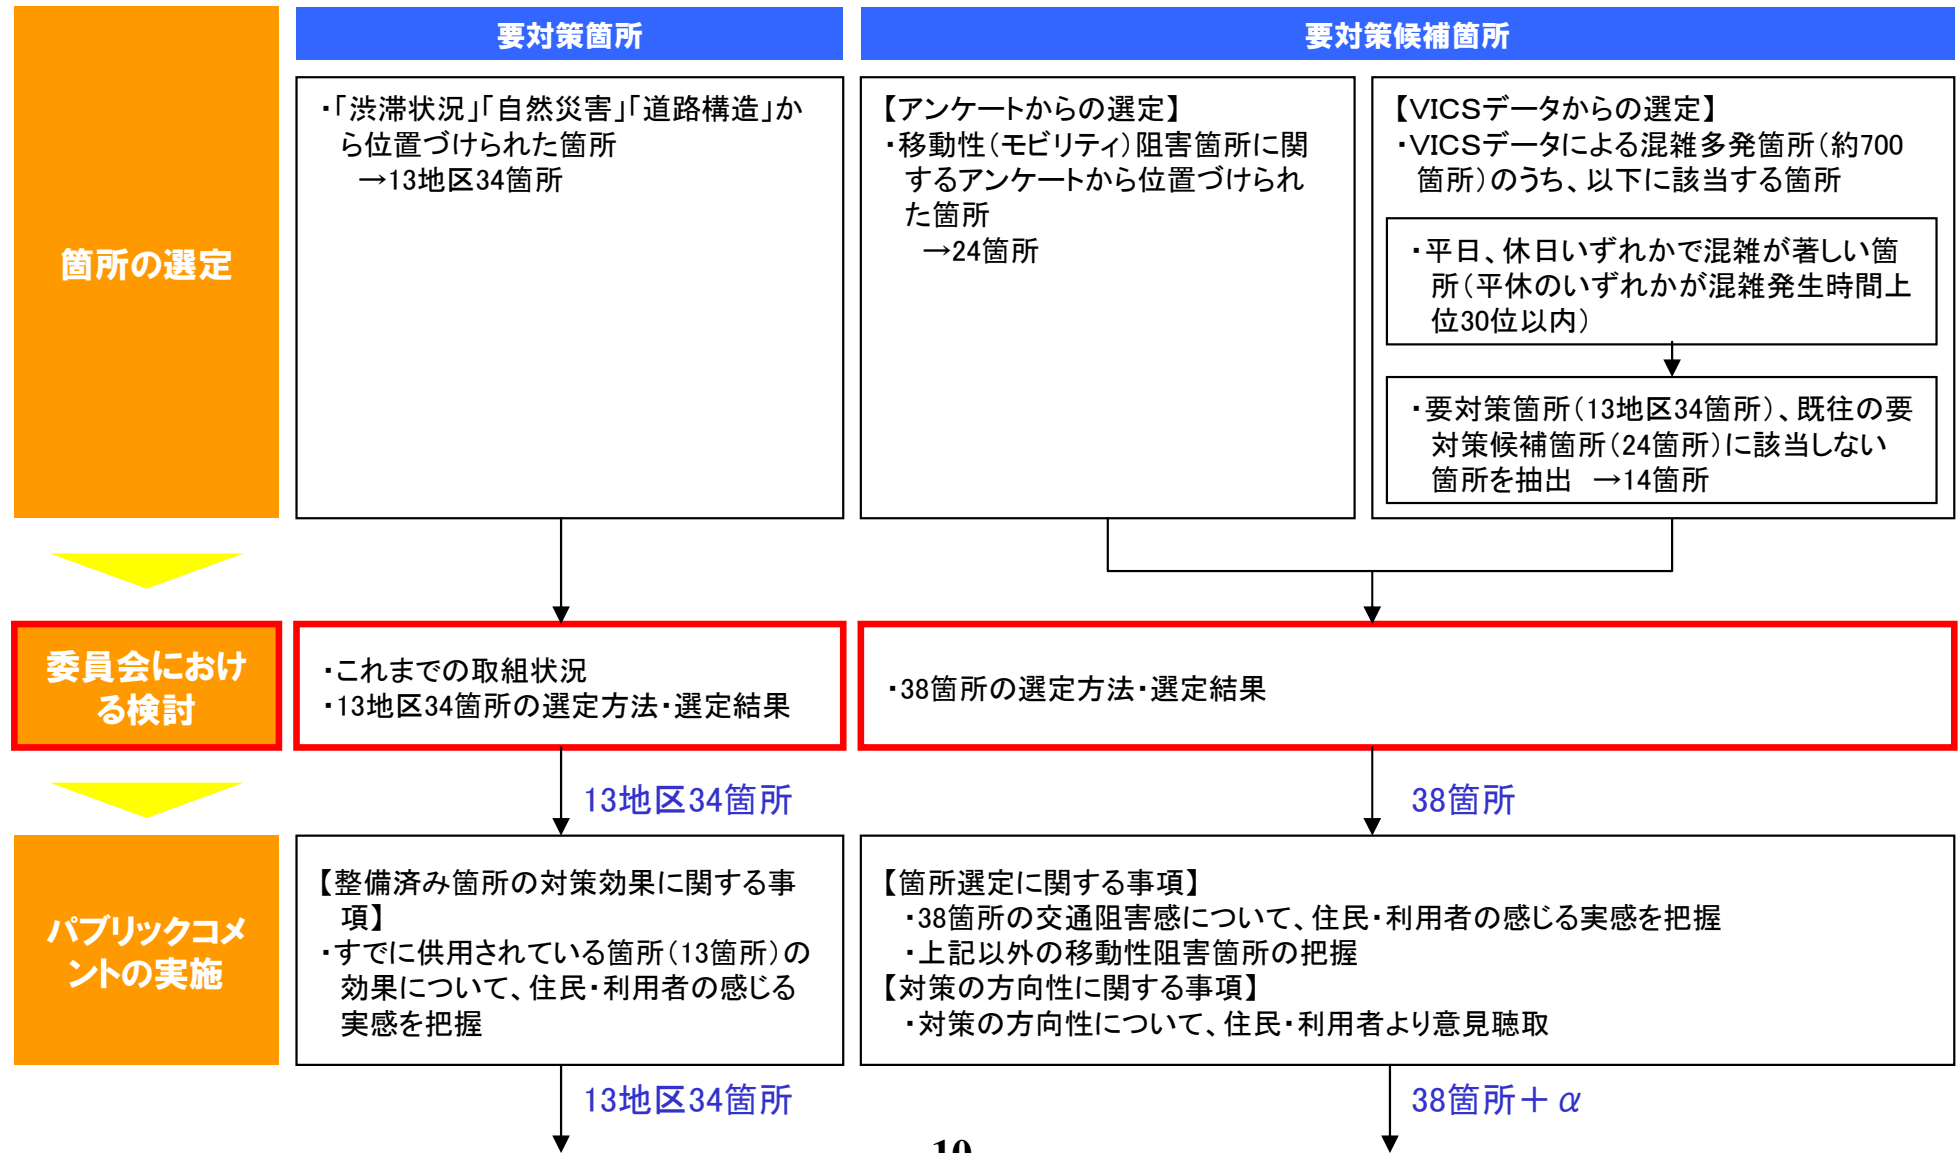 要対策箇所
要対策候補箇所
箇所の選定
・「渋滞状況」「自然災害」「道路構造」か
ら位置づけられた箇所
→13地区34箇所
【アンケートからの選定】
・移動性（モビリティ）阻害箇所に関
するアンケートから位置づけられ
た箇所
→24箇所
【VICSデータからの選定】
・VICSデータによる混雑多発箇所（約700
箇所）のうち、以下に該当する箇所
・平日、休日いずれかで混雑が著しい箇
所（平休のいずれかが混雑発生時間上
位30位以内）
・要対策箇所（13地区34箇所）、既往の要
対策候補箇所（24箇所）に該当しない
箇所を抽出　→14箇所
委員会におけ
る検討
・これまでの取組状況
・13地区34箇所の選定方法・選定結果
・38箇所の選定方法・選定結果
13地区34箇所
38箇所
パブリックコメ
ントの実施
【整備済み箇所の対策効果に関する事
項】
・すでに供用されている箇所（13箇所）の
効果について、住民・利用者の感じる
実感を把握
【箇所選定に関する事項】
・38箇所の交通阻害感について、住民・利用者の感じる実感を把握
・上記以外の移動性阻害箇所の把握
【対策の方向性に関する事項】
・対策の方向性について、住民・利用者より意見聴取
13地区34箇所
38箇所＋α
10